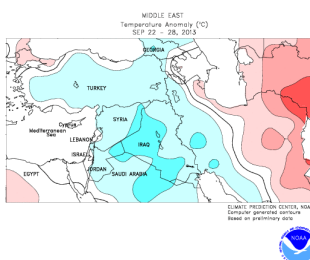 MIDDLE EAST
Temperature Anomaly (°C)
SEP 22 - 28, 2013
GEORGIA
TURKEY
Cyprus
Mediterranean
Sea
SYRIA
LEBANON
IRAQ
ISRAEL
JORDAN
EGYPT
SAUDI ARABIA
CLIMATE PREDICTION CENTER, NOAA
Computer generated contours
Based on preliminary data
NOAA